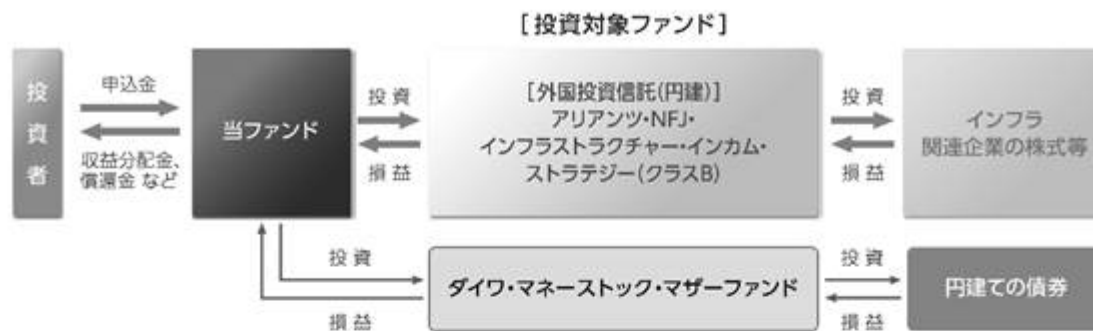 [投資対象ファンド]
投資者
申込金
収益分配金、
償還金 など
当ファンド
投資
損益
[外国投資信託(円建)]
アリアンツ・NFJ・
インフラストラクチャー・インカム・
ストラテジー(クラスB)
投資
損益
インフラ
関連企業の株式等
投資
損益
ダイワ・マネーストック・マザーファンド
投資
損益
円建ての債券